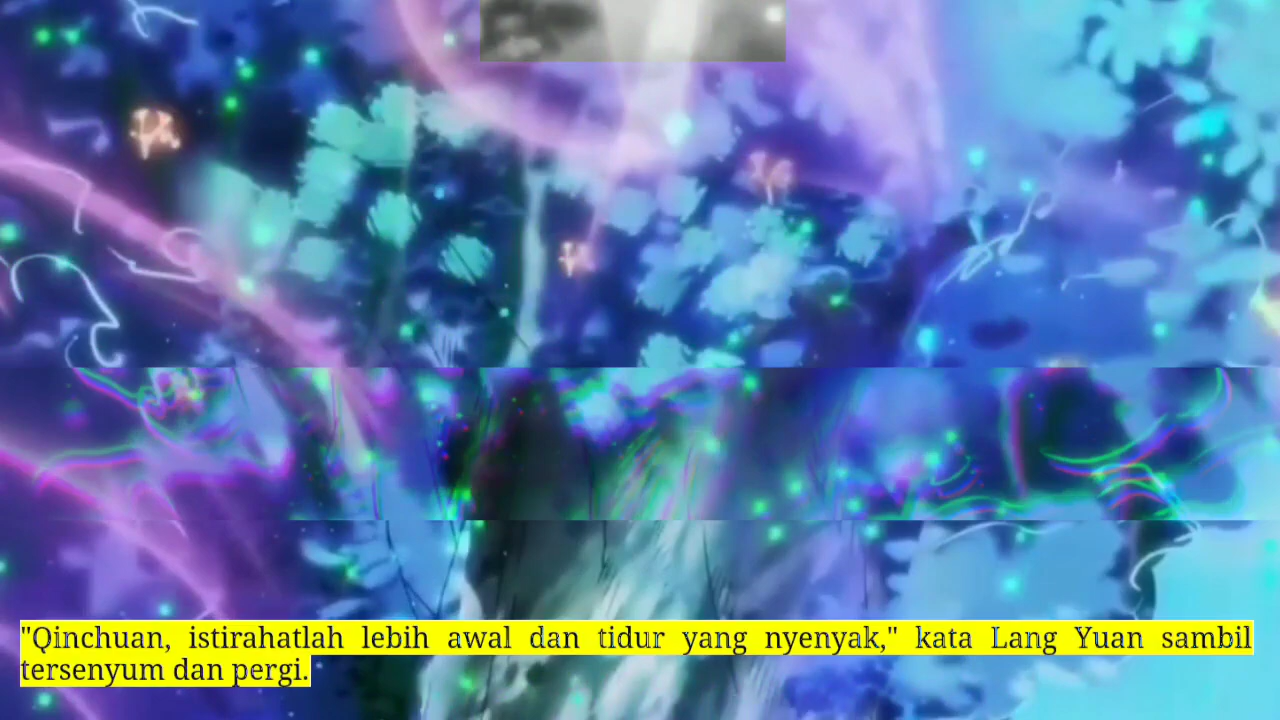 "Qinchuan, istirahatlah lebih awal dan tidur yang nyenyak," kata Lang Yuan sambil
tersenyum dan pergi.